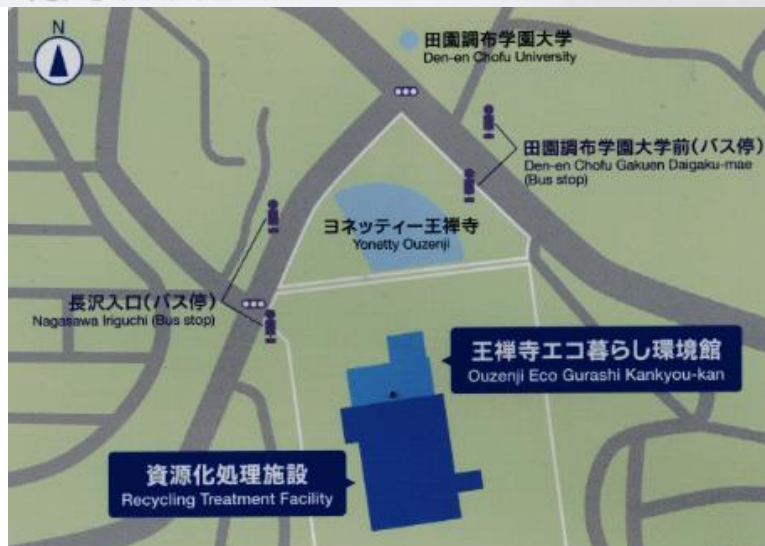 N
田園調布学園大学
Den-en Chofu University
田園調布学園大学前(バス停)
Den-en Chofu Gakuen Daigaku-mae
(Bus stop)
ヨネッティー王禅寺
Yonetty Ouzenji
長沢入口(バス停)
Nagasawa Iriguchi (Bus stop)
王禅寺エコ暮らし環境館
Ouzenji Eco Gurashi Kankyou-kan
資源化処理施設
Recycling Treatment Facility